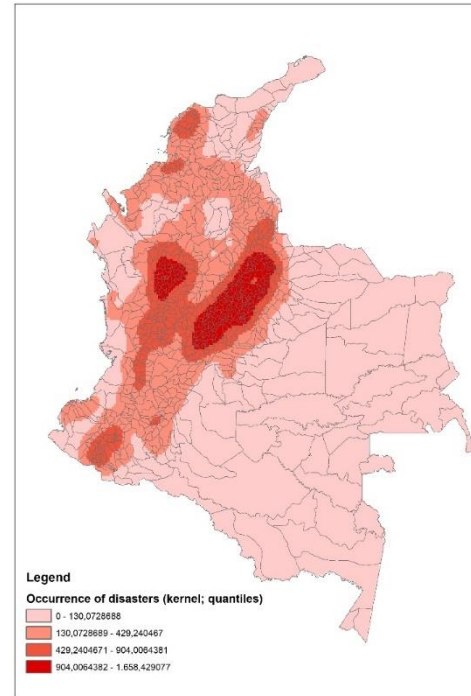 Legend
Occurrence of disasters (kernel; quantiles)
0 - 130,0728688
130,0728689 - 429,240467
429,2404671 - 904,0064381
904,0064382 - 1.658,429077